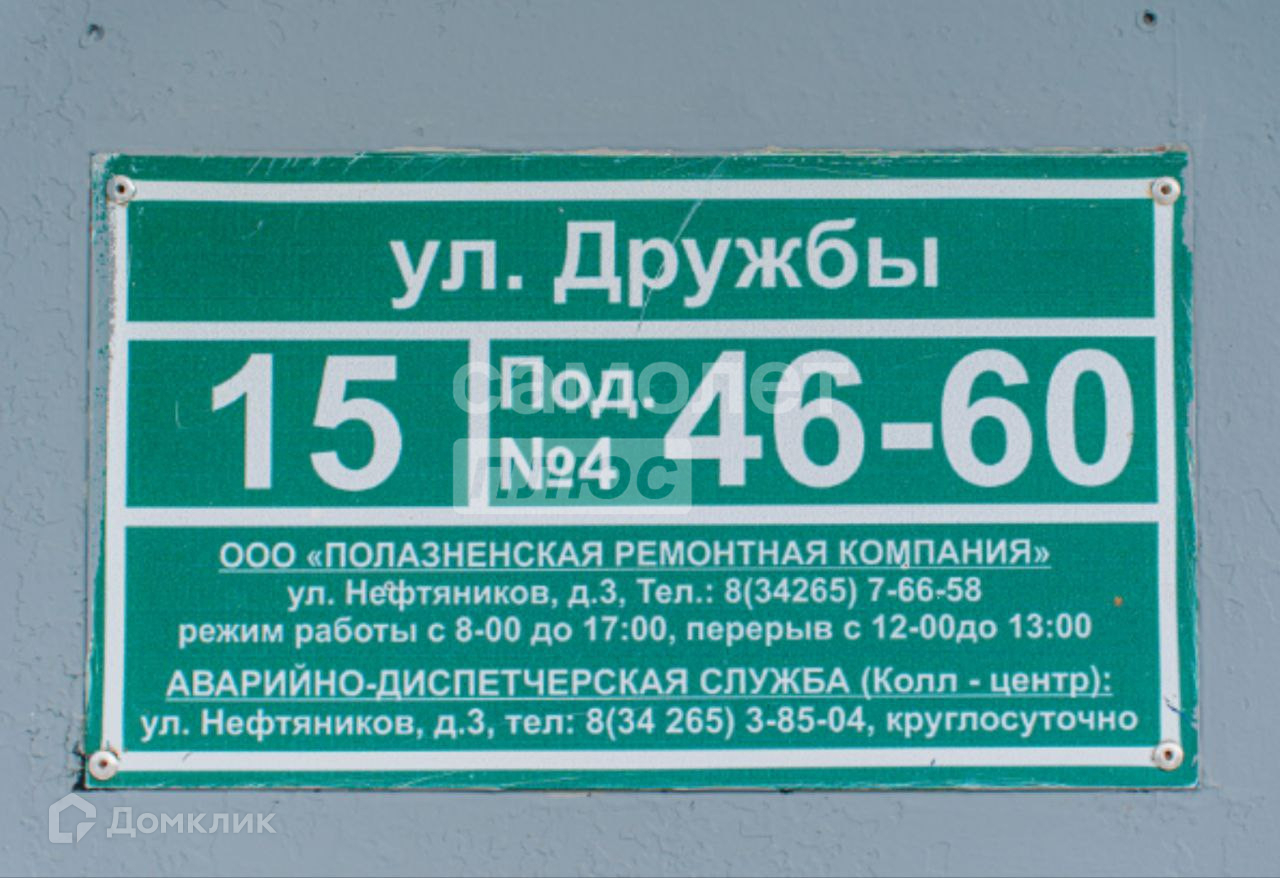 ул. Дружбы
15
Под.
№4
46-60
самолет
плюс
ООО «ПОЛАЗНЕНСКАЯ РЕМОНТНАЯ КОМПАНИЯ»
ул. Нефтяников, д.3, Тел.: 8(34265) 7-66-58
режим работы с 8-00 до 17:00, перерыв с 12-00до 13:00
АВАРИЙНО-ДИСПЕТЧЕРСКАЯ СЛУЖБА (Колл - центр):
ул. Нефтяников, д.3, тел: 8(34 265) 3-85-04, круглосуточно
Домклик